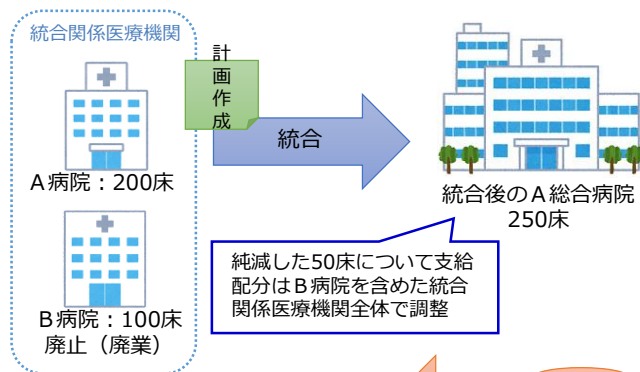 統合関係医療機関
計
画
作
成
統合
A病院：200床
B病院：100床
廃止（廃業）
統合後のA総合病院
250床
純減した50床について支給
配分はB病院を含めた統合
関係医療機関全体で調整